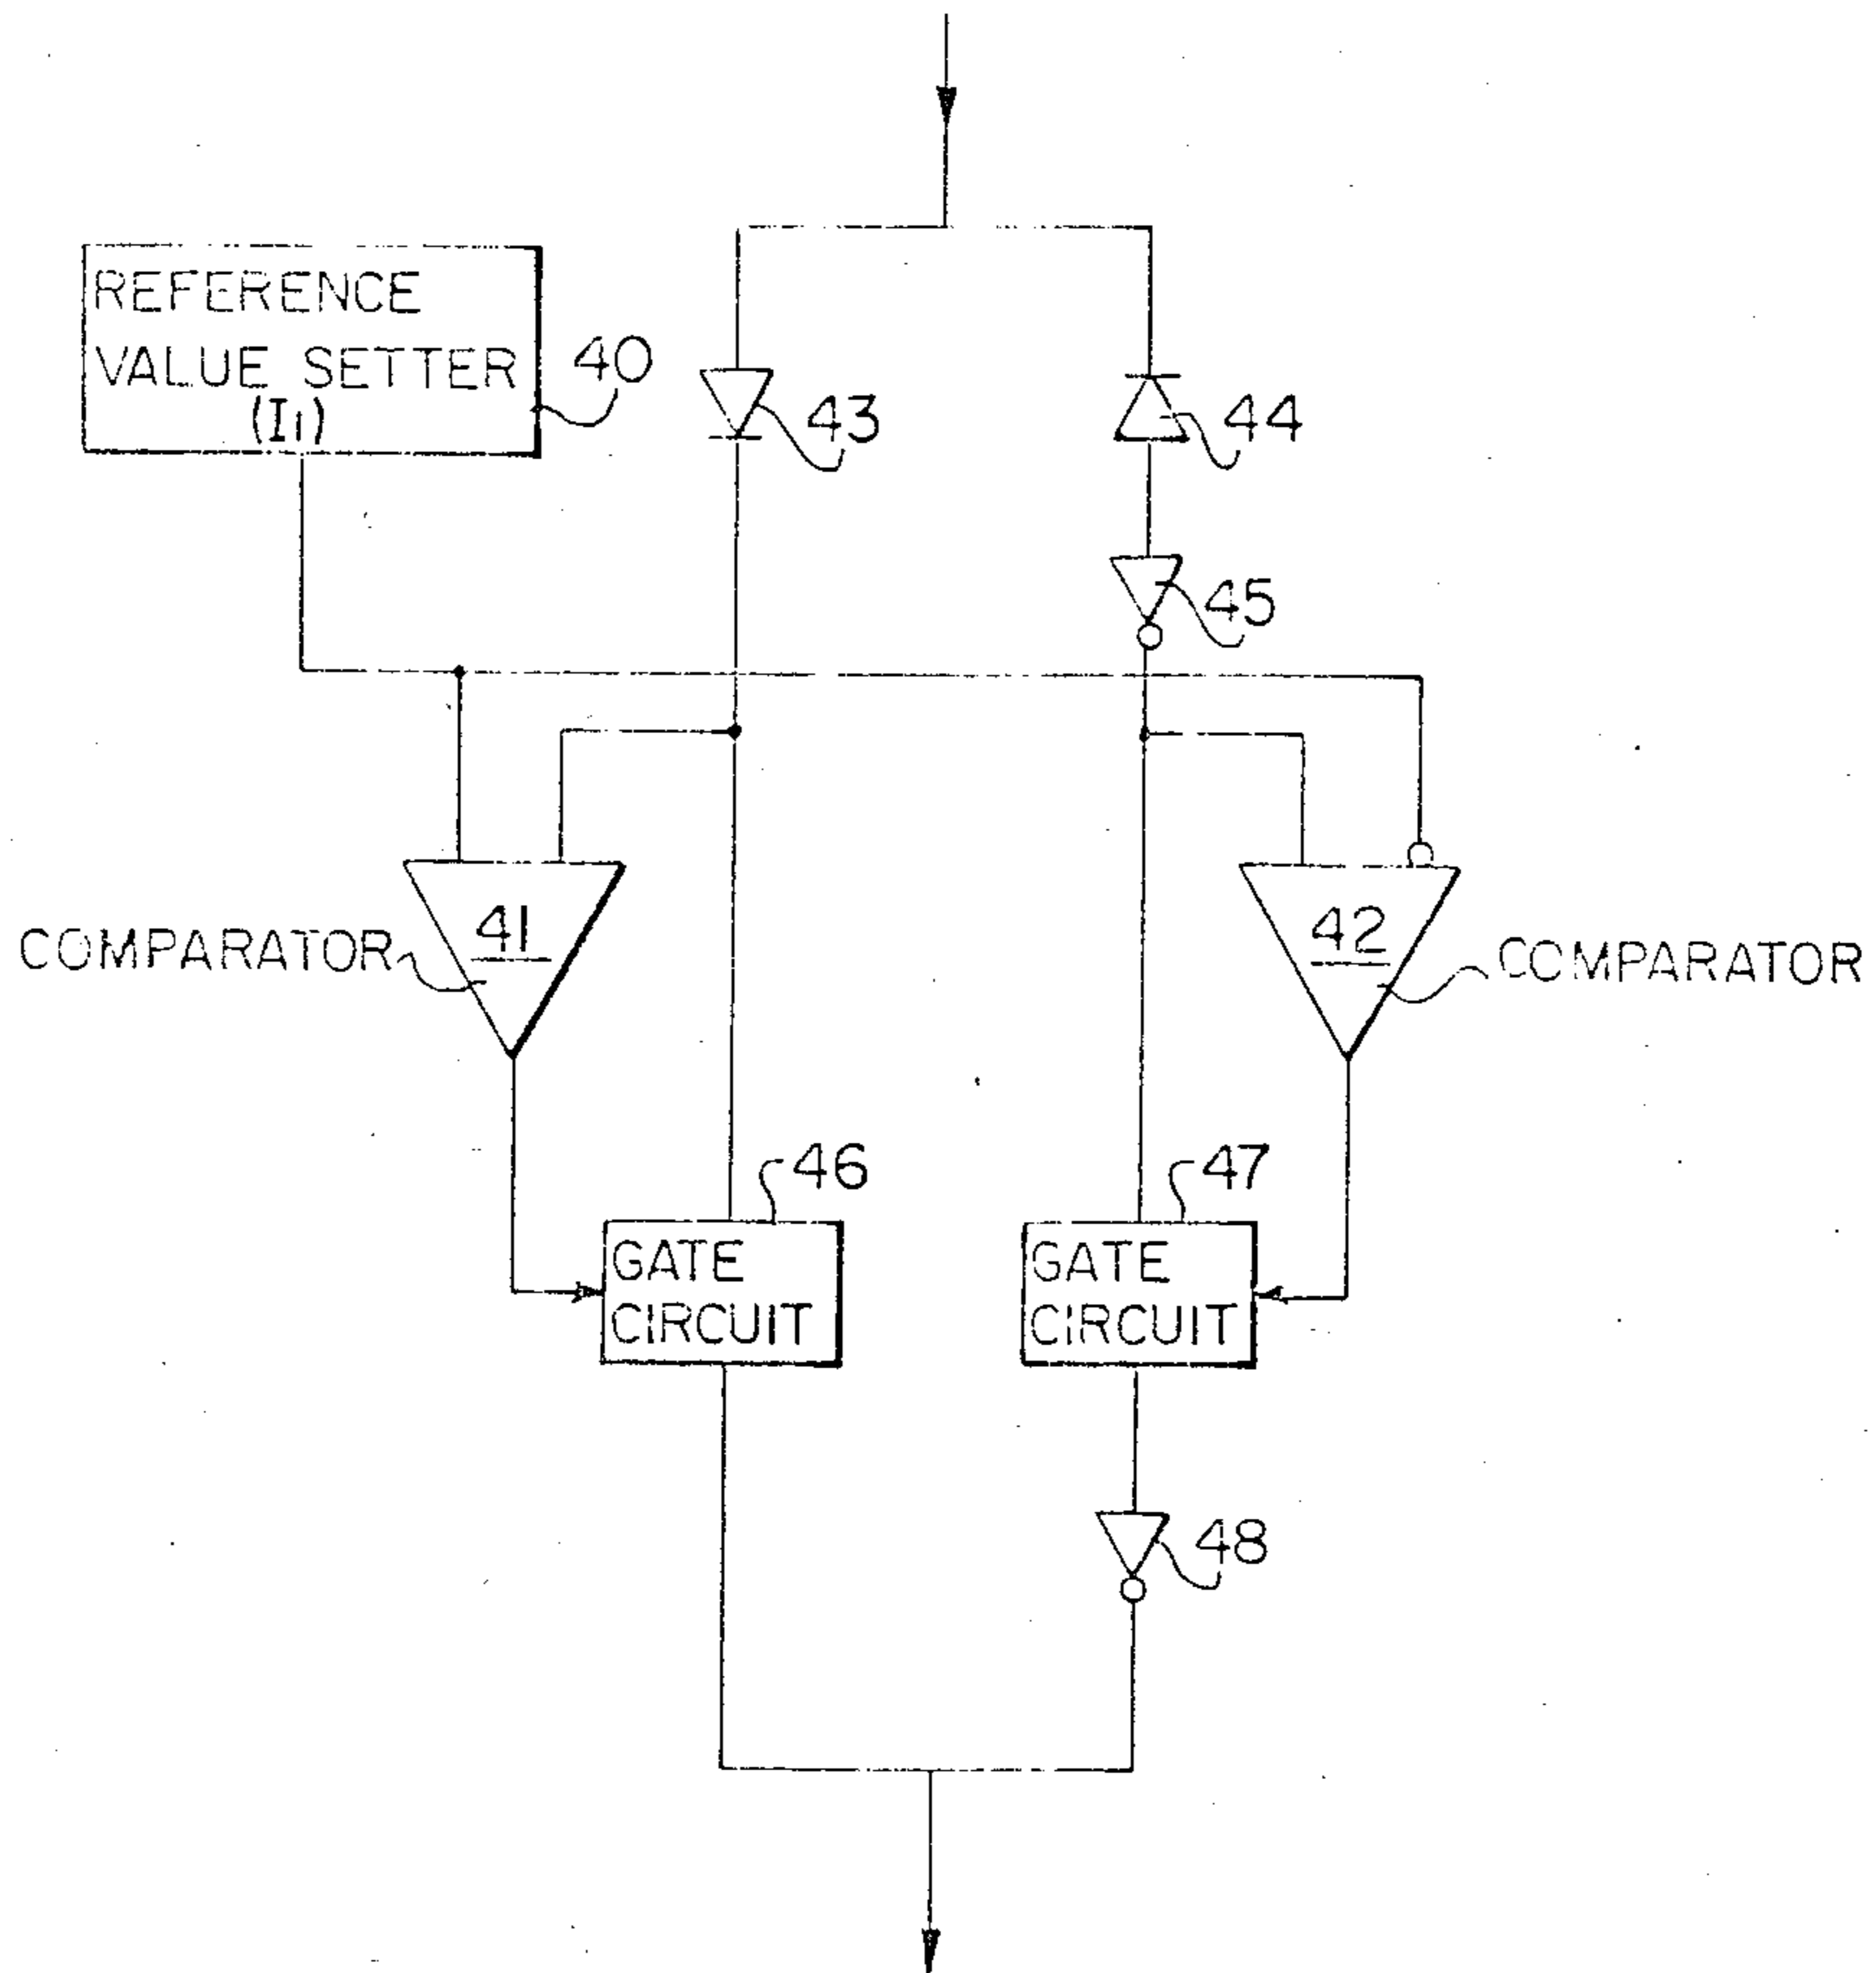 REFERENCE
VALUE SETTER
(I1)
40
43
44
45
41
COMPARATOR
42
COMPARATOR
46
47
GATE
CIRCUIT
GATE
CIRCUIT
48